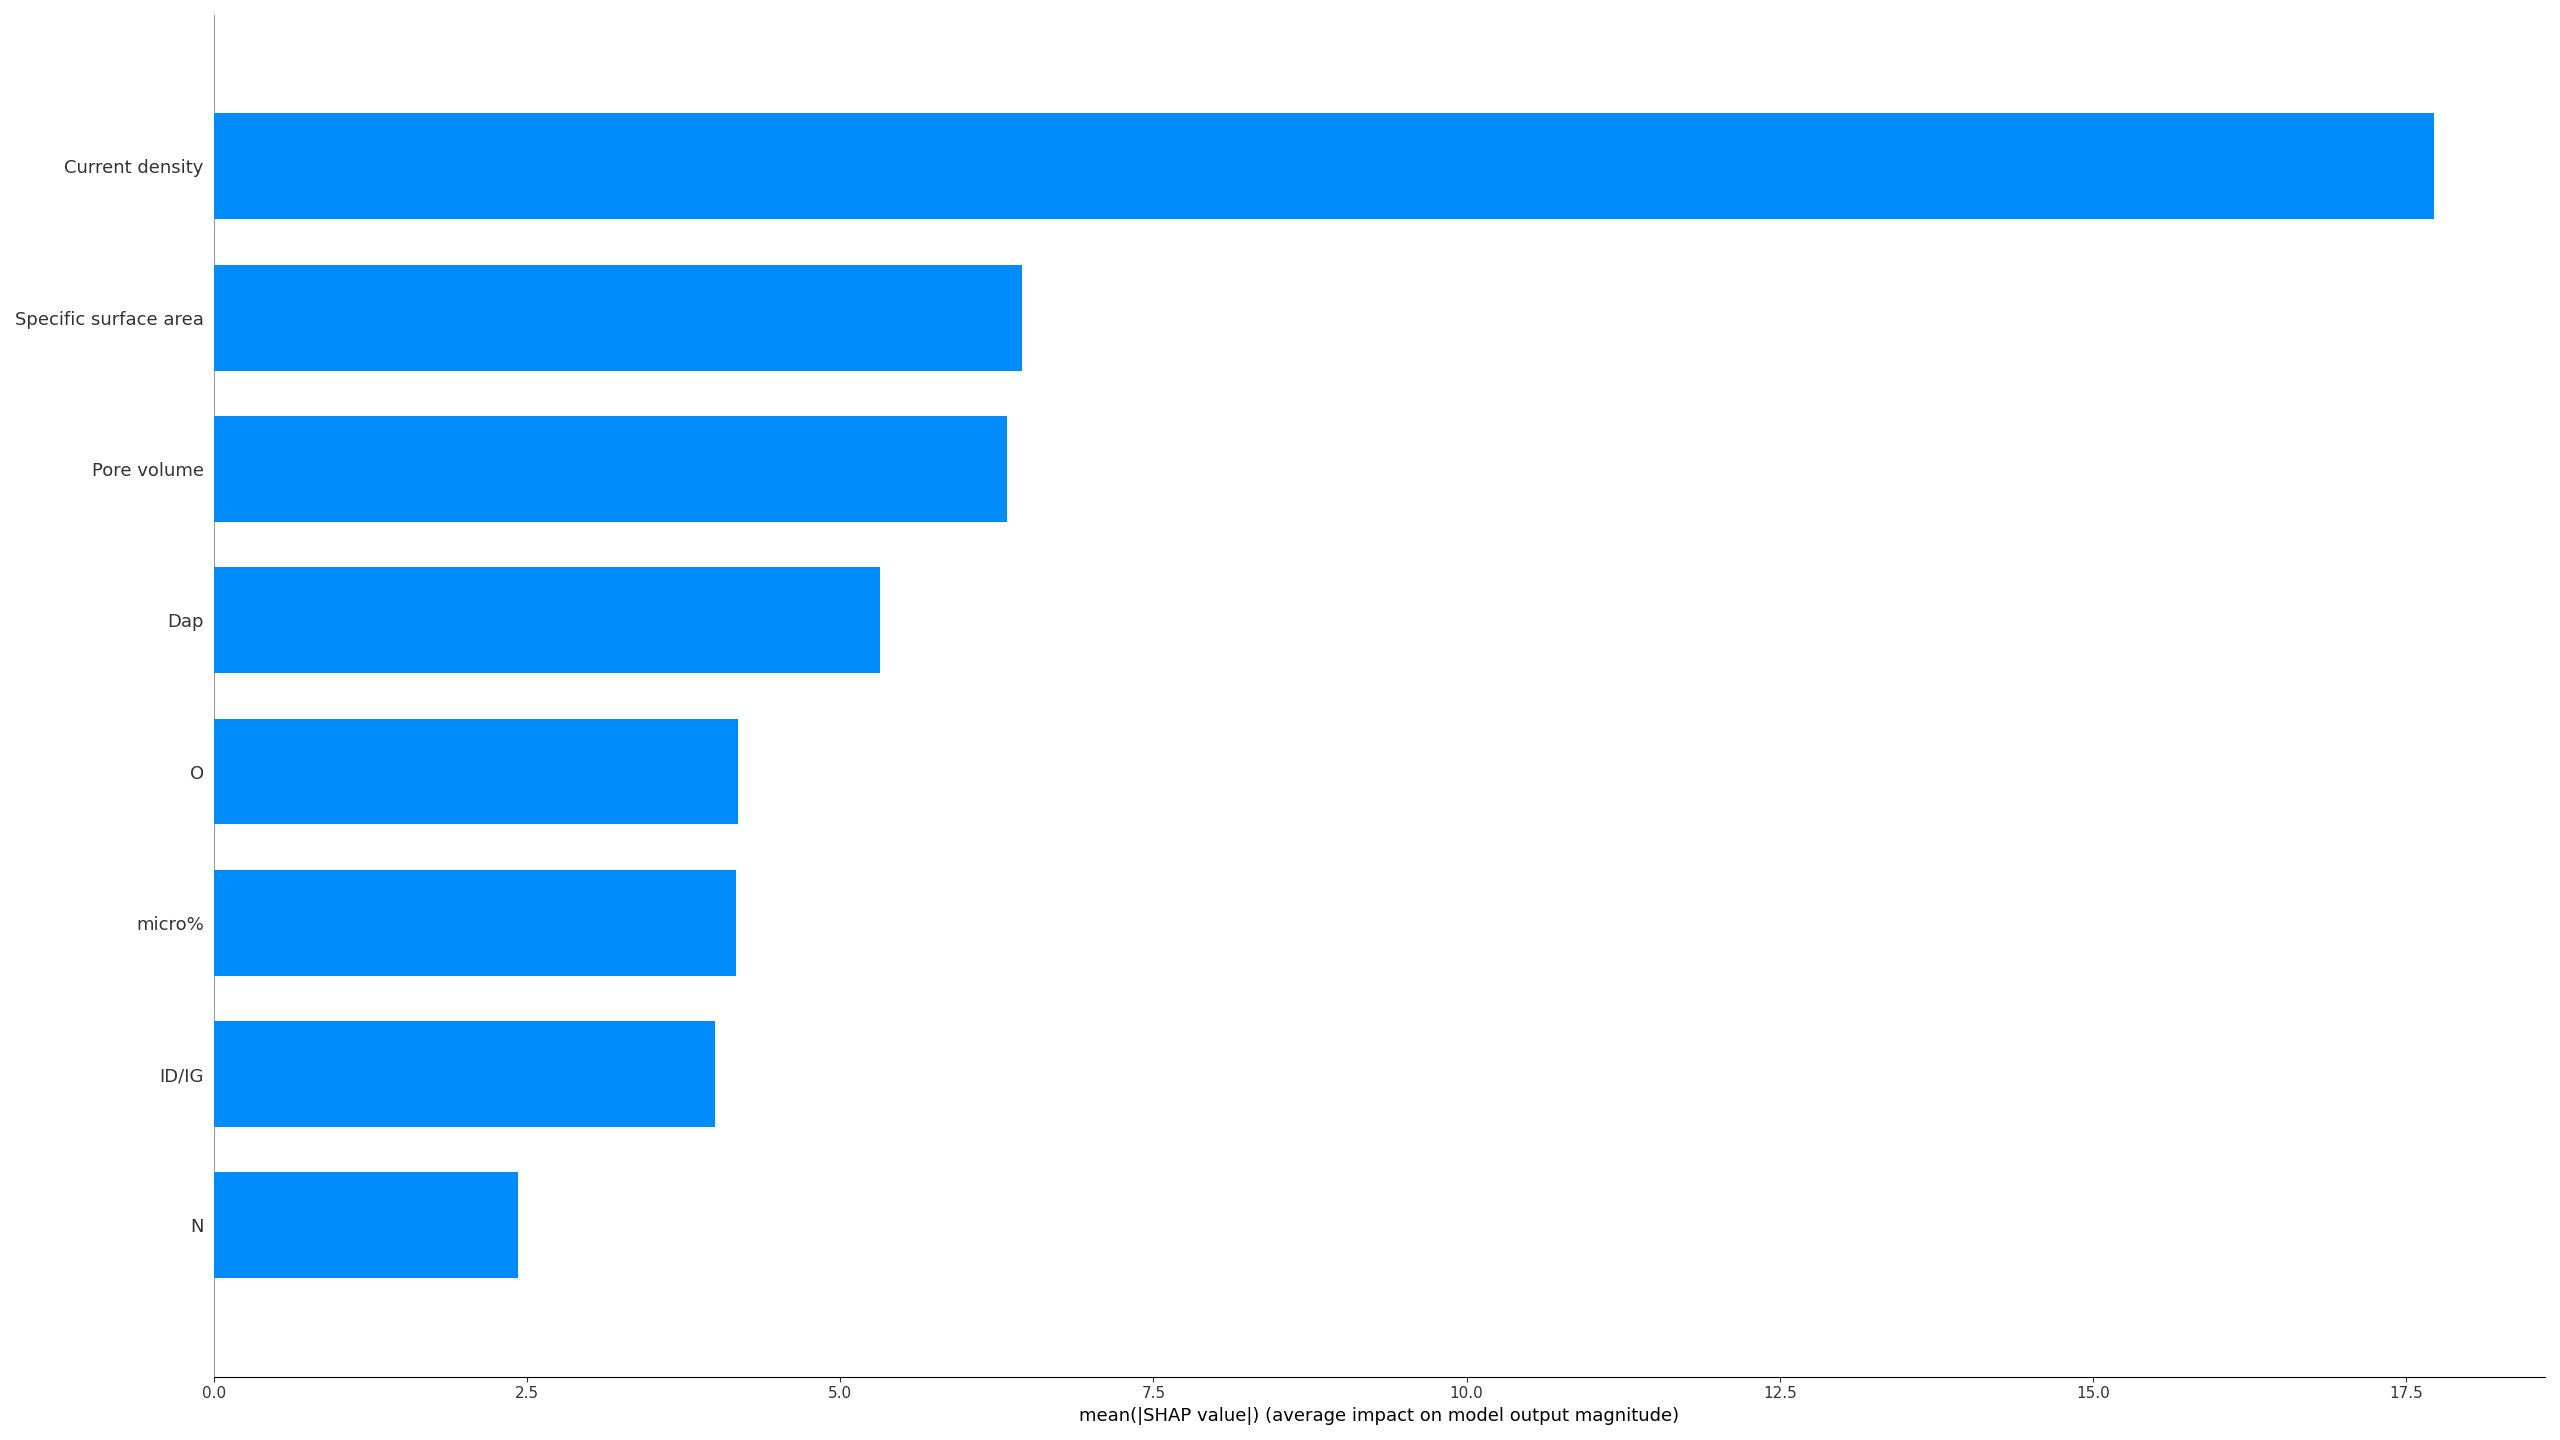 Current density
Specific surface area
Pore volume
Dap
O
micro%
ID/IG
N
0.0 2.5 5.0 7.5 10.0 12.5 15.0 17.5
mean(|SHAP value|) (average impact on model output magnitude)